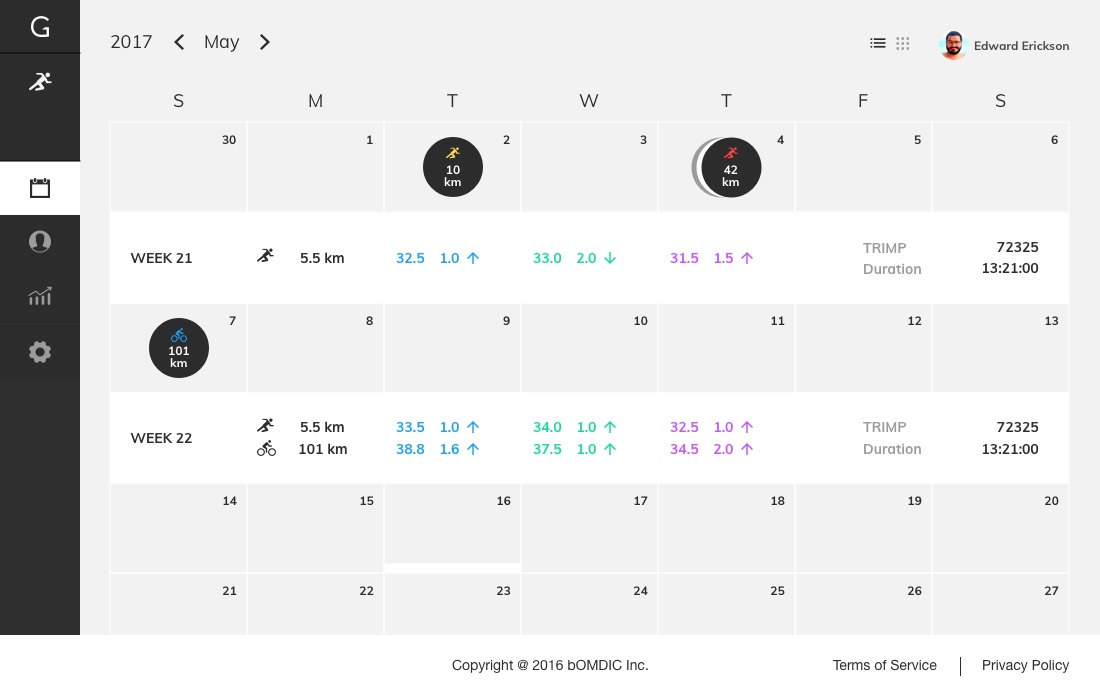 G
2017 May
Edward Erickson
S M T W T F S
30 1 2 3 4 5 6
10
km
42
km
WEEK 21 5.5 km 32.5 1.0 33.0 2.0 31.5 1.5
TRIMP 72325
Duration 13:21:00
7 8 9 10 11 12 13
101
km
WEEK 22
5.5 km 33.5 1.0 34.0 1.0 32.5 1.0 TRIMP 72325
101 km 38.8 1.6 37.5 1.0 34.5 2.0 Duration 13:21:00
14 15 16 17 18 19 20
21 22 23 24 25 26 27
Copyright @ 2016 bOMDIC Inc. Terms of Service | Privacy Policy